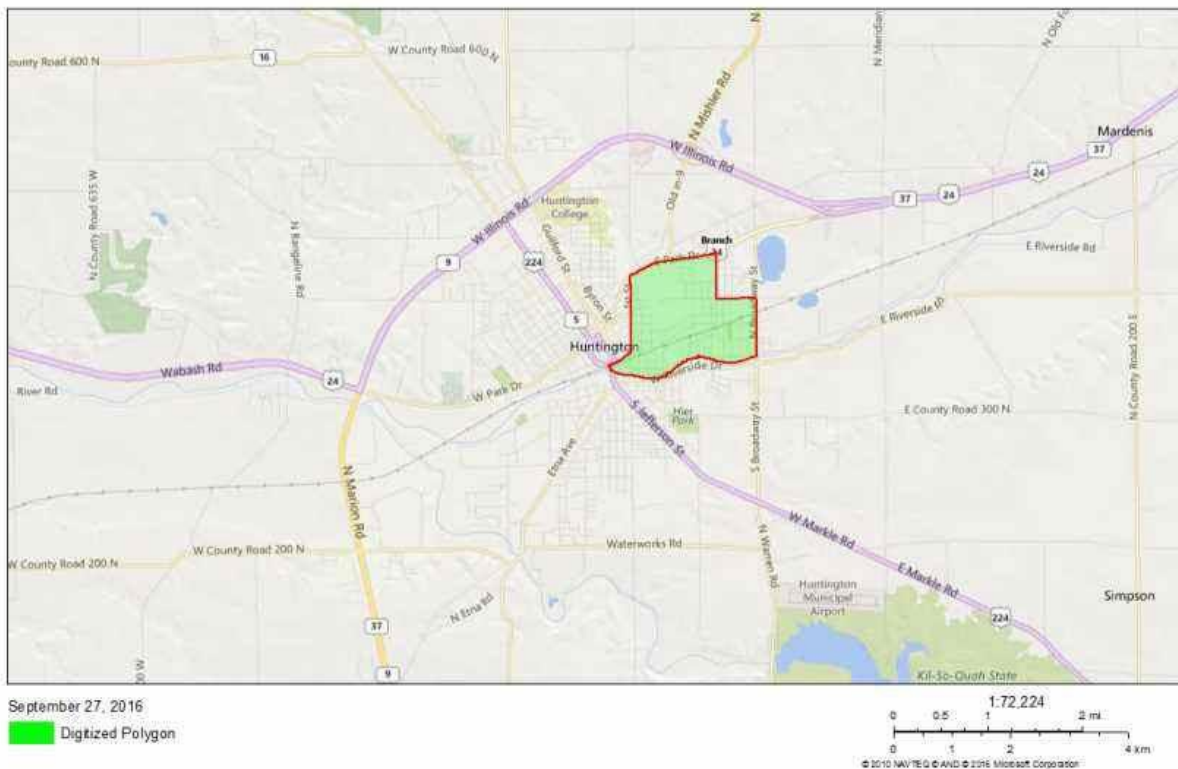 W County Road 600 N
16
ounty Road 600 N
N Mishler Rd
N
N Meridian
N Old Fo
Mardenis
37
24
W Illinois Rd
Old In-9
24
37
N County Road 635 W
N Rangeline Rd
W Illinois Rd
9
Huntington
College
Guilford St
224
Byron St
5
Branch
E Park Dr
E Riverside Rd
E Riverside Dr
Huntington
Wabash Rd
24
River Rd
W Park Dr
Hier
Park
S Jefferson St
Etna Ave
S Broadway St
E County Road 300 N
N County Road 200 E
N Marion Rd
W County Road 200 N
W County Road 200 N
Waterworks Rd
N Warren Rd
W Markle Rd
E Markle Rd
Huntington
Municipal
Airport
Simpson
224
N Etna Rd
37
9
00 W
Kil-So-Quah State
September 27, 2016
Digitized Polygon
1:72,224
0 0.5 1 2 mi
0 1 2 4 km
© 2010 NAVTEQ © AND © 2016 Microsoft Corporation